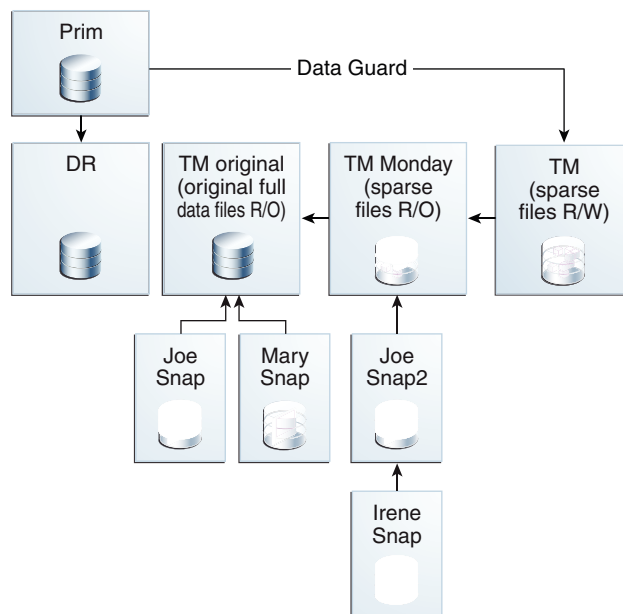 Prim
Data Guard
DR
TM original
(original full
data files R/O)
TM Monday
(sparse
files R/O)
TM
(sparse
files R/W)
Joe
Snap
Mary
Snap
Joe
Snap2
Irene
Snap